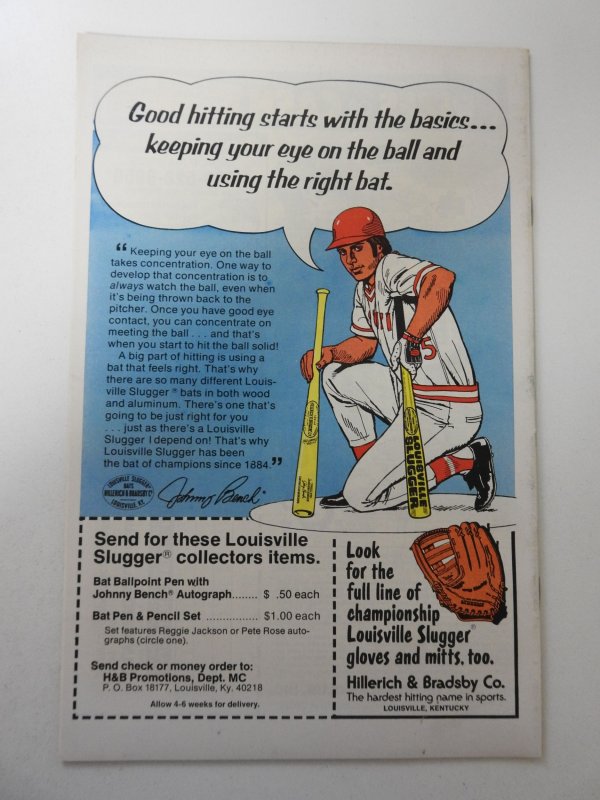 Good hitting starts with the basics...
keeping your eye on the ball and
using the right bat.
“ Keeping your eye on the ball
takes concentration. One way to
develop that concentration is to
always watch the ball, even when
it's being thrown back to the
pitcher. Once you have good eye
contact, you can concentrate on
meeting the ball . . . and that's
when you start to hit the ball solid!
A big part of hitting is using a
bat that feels right. That's why
there are so many different Louis-
ville Slugger ® bats in both wood
and aluminum. There's one that's
going to be just right for you
. . . just as there's a Louisville
Slugger I depend on! That's why
Louisville Slugger has been
the bat of champions since 1884.”
LOUISVILLE SLUGGER
BATS
HILLERICH & BRADSBY Co
LOUISVILLE, KY.
Johnny Bench
5
LOUISVILLE
SLUGGER
Send for these Louisville
Slugger® collectors items.
Bat Ballpoint Pen with
Johnny Bench® Autograph........ $ .50 each
Bat Pen & Pencil Set ................ $1.00 each
Set features Reggie Jackson or Pete Rose auto-
graphs (circle one).
Send check or money order to:
H&B Promotions, Dept. MC
P. O. Box 18177, Louisville, Ky. 40218
Allow 4-6 weeks for delivery.
Look
for the
full line of
championship
Louisville Slugger®
gloves and mitts, too.
Hillerich & Bradsby Co.
The hardest hitting name in sports.
LOUISVILLE, KENTUCKY